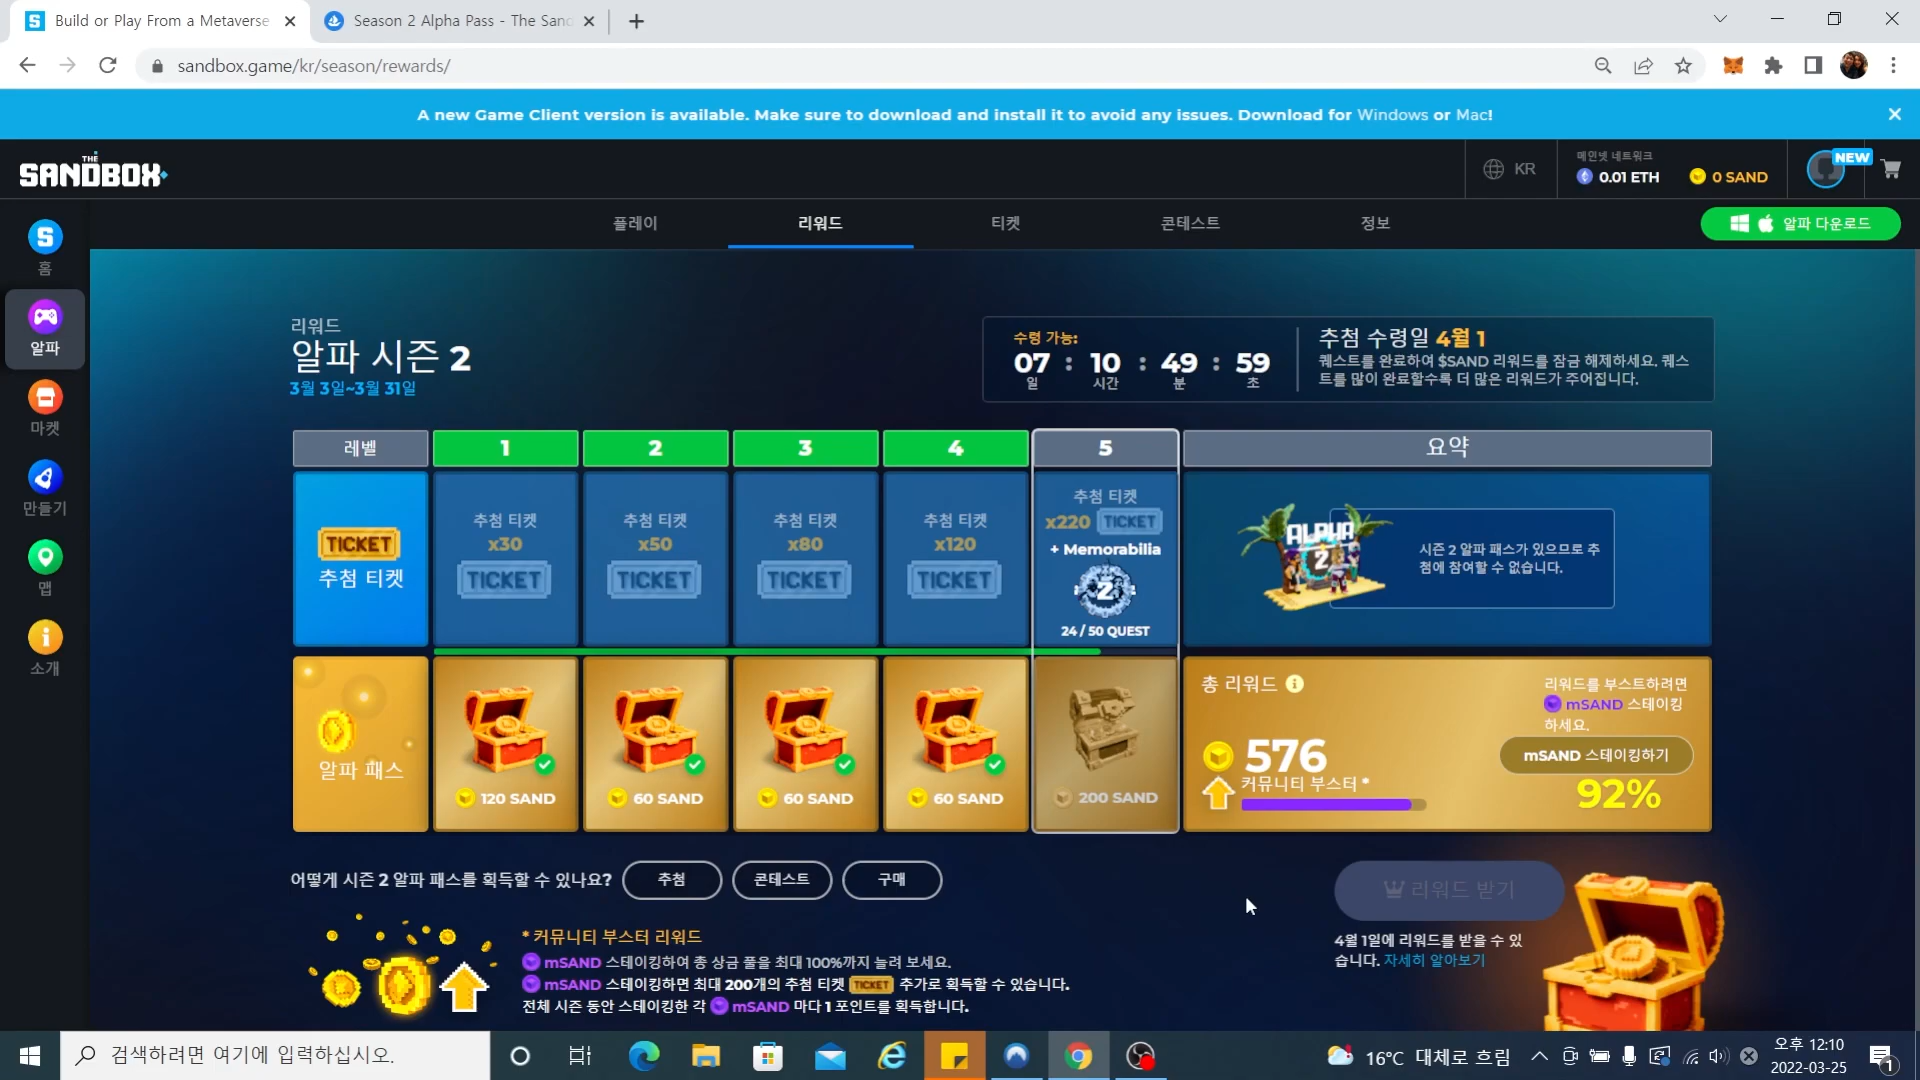 Build or Play From a Metaverse
Season 2 Alpha Pass - The Sand
sandbox.game/kr/season/rewards/
A new Game Client version is available. Make sure to download and install it to avoid any issues. Download for Windows or Mac!
THE
SANDBOX
KR
메인넷 네트워크
0.01 ETH
0 SAND
NEW
플레이
리워드
티켓
콘테스트
정보
알파 다운로드
홈
알파
마켓
만들기
맵
소개
리워드
알파 시즌 2
3월 3일~3월 31일
수령 가능:
07 : 10 : 49 : 59
일 시간 분 초
추첨 수령일 4월 1
퀘스트를 완료하여 $SAND 리워드를 잠금 해제하세요. 퀘스
트를 많이 완료할수록 더 많은 리워드가 주어집니다.
레벨
1
2
3
4
5
요약
TICKET
추첨 티켓
추첨 티켓
x30
TICKET
추첨 티켓
x50
TICKET
추첨 티켓
x80
TICKET
추첨 티켓
x120
TICKET
추첨 티켓
x220 TICKET
+ Memorabilia
2
24 / 50 QUEST
ALPHA
2
시즌 2 알파 패스가 있으므로 추
첨에 참여할 수 없습니다.
알파 패스
120 SAND
60 SAND
60 SAND
60 SAND
200 SAND
총 리워드
576
커뮤니티 부스터 *
리워드를 부스트하려면
mSAND 스테이킹
하세요.
mSAND 스테이킹하기
92%
어떻게 시즌 2 알파 패스를 획득할 수 있나요?
추첨
콘테스트
구매
* 커뮤니티 부스터 리워드
mSAND 스테이킹하여 총 상금 풀을 최대 100%까지 늘려 보세요.
mSAND 스테이킹하면 최대 200개의 추첨 티켓 TICKET 추가로 획득할 수 있습니다.
전체 시즌 동안 스테이킹한 각 mSAND 마다 1 포인트를 획득합니다.
리워드 받기
4월 1일에 리워드를 받을 수 있
습니다. 자세히 알아보기
검색하려면 여기에 입력하십시오.
16°C 대체로 흐림
오후 12:10
2022-03-25
1